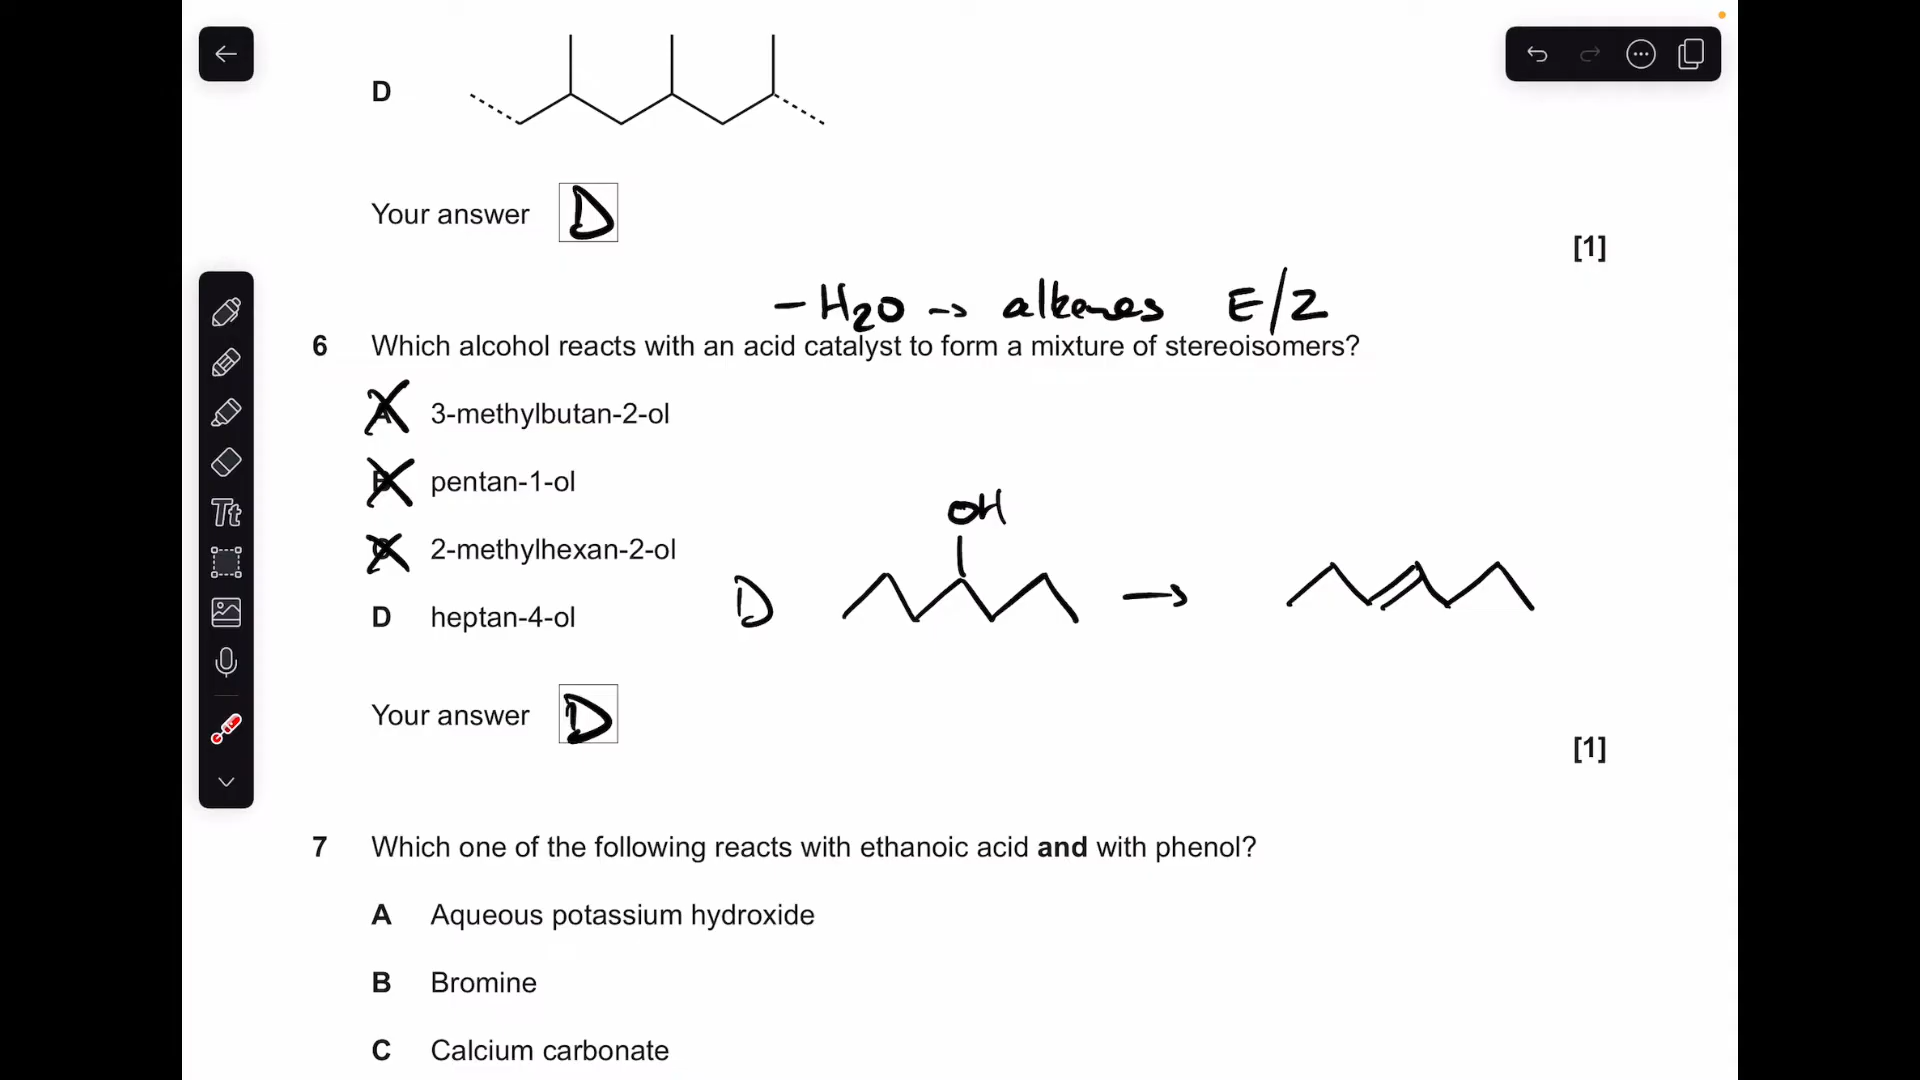 D
Your answer D
[1]
-H2O → alkenes E/Z
6 Which alcohol reacts with an acid catalyst to form a mixture of stereoisomers?
A 3-methylbutan-2-ol
B pentan-1-ol
C 2-methylhexan-2-ol
OH
D →
D heptan-4-ol
Your answer D
[1]
7 Which one of the following reacts with ethanoic acid and with phenol?
A Aqueous potassium hydroxide
B Bromine
C Calcium carbonate
Tt